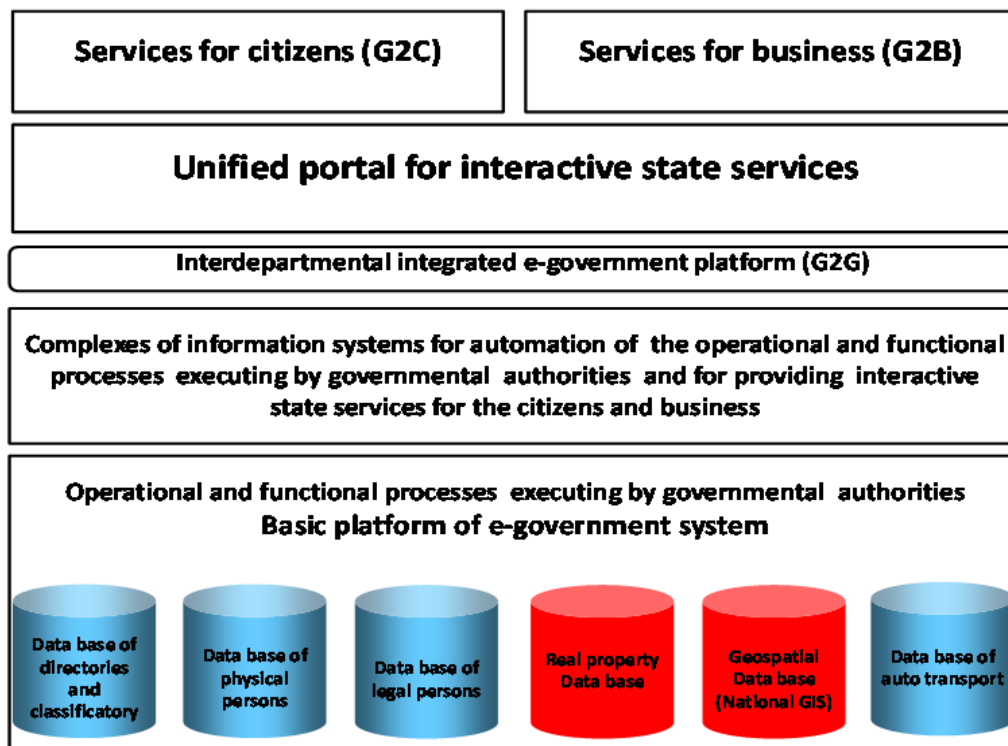 Services for citizens (G2C)
Services for business (G2B)
Unified portal for interactive state services
Interdepartmental integrated e-government platform (G2G)
Complexes of information systems for automation of the operational and functional
processes executing by governmental authorities and for providing interactive
state services for the citizens and business
Operational and functional processes executing by governmental authorities
Basic platform of e-government system
Data base of
directories
and
classificatory
Data base of
physical
persons
Data base of
legal persons
Real property
Data base
Geospatial
Data base
(National GIS)
Data base of
auto transport